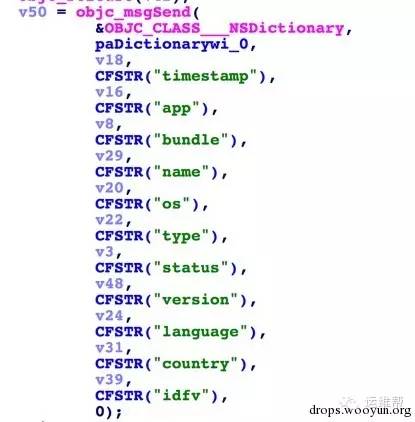 v50 = objc_msgSend(
&OBJC_CLASS___NSDictionary,
paDictionarywi_0,
v18,
CFSTR("timestamp"),
v16,
CFSTR("app"),
v8,
CFSTR("bundle"),
v29,
CFSTR("name"),
v20,
CFSTR("os"),
v22,
CFSTR("type"),
v3,
CFSTR("status"),
v48,
CFSTR("version"),
v24,
CFSTR("language"),
v31,
CFSTR("country"),
v39,
CFSTR("idfv"),
0);
运维帮
drops.wooyun.org